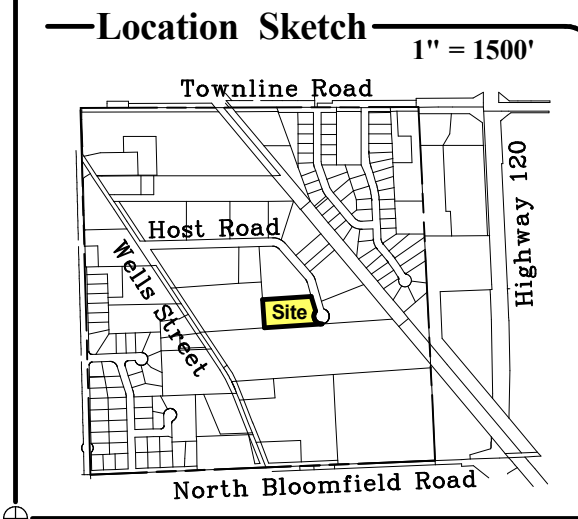 Location Sketch
1" = 1500'
Townline Road
Highway 120
Host Road
Wells Street
Site
North Bloomfield Road